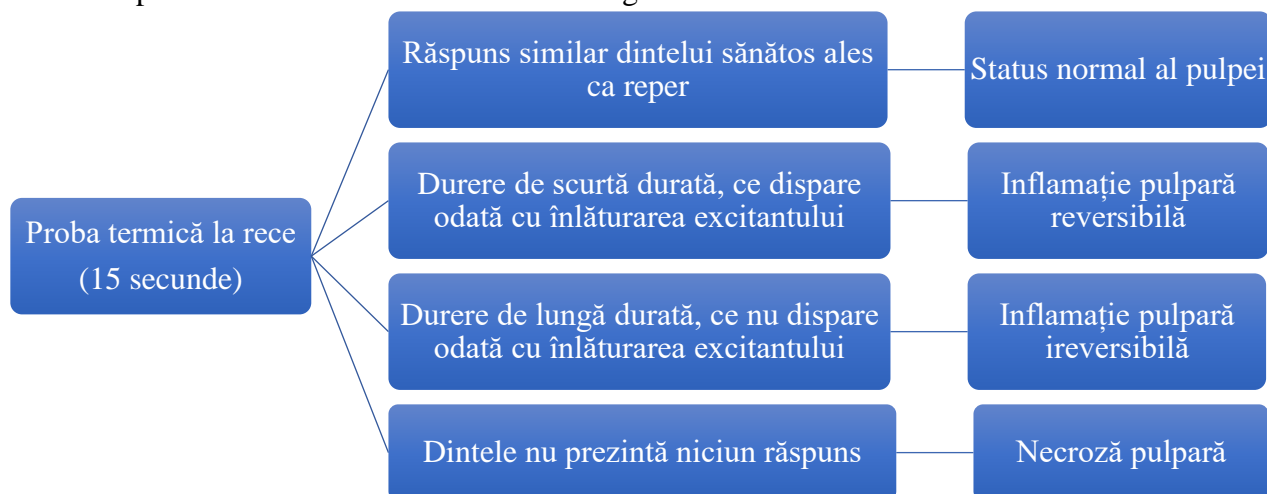 Răspuns similar dintelui sănătos ales
ca reper
Status normal al pulpei
Durere de scurtă durată, ce dispare
odată cu înlăturarea excitantului
Inflamație pulpară
reversibilă
Proba termică la rece
(15 secunde)
Durere de lungă durată, ce nu dispare
odată cu înlăturarea excitantului
Inflamație pulpară
ireversibilă
Dintele nu prezintă niciun răspuns
Necroză pulpară